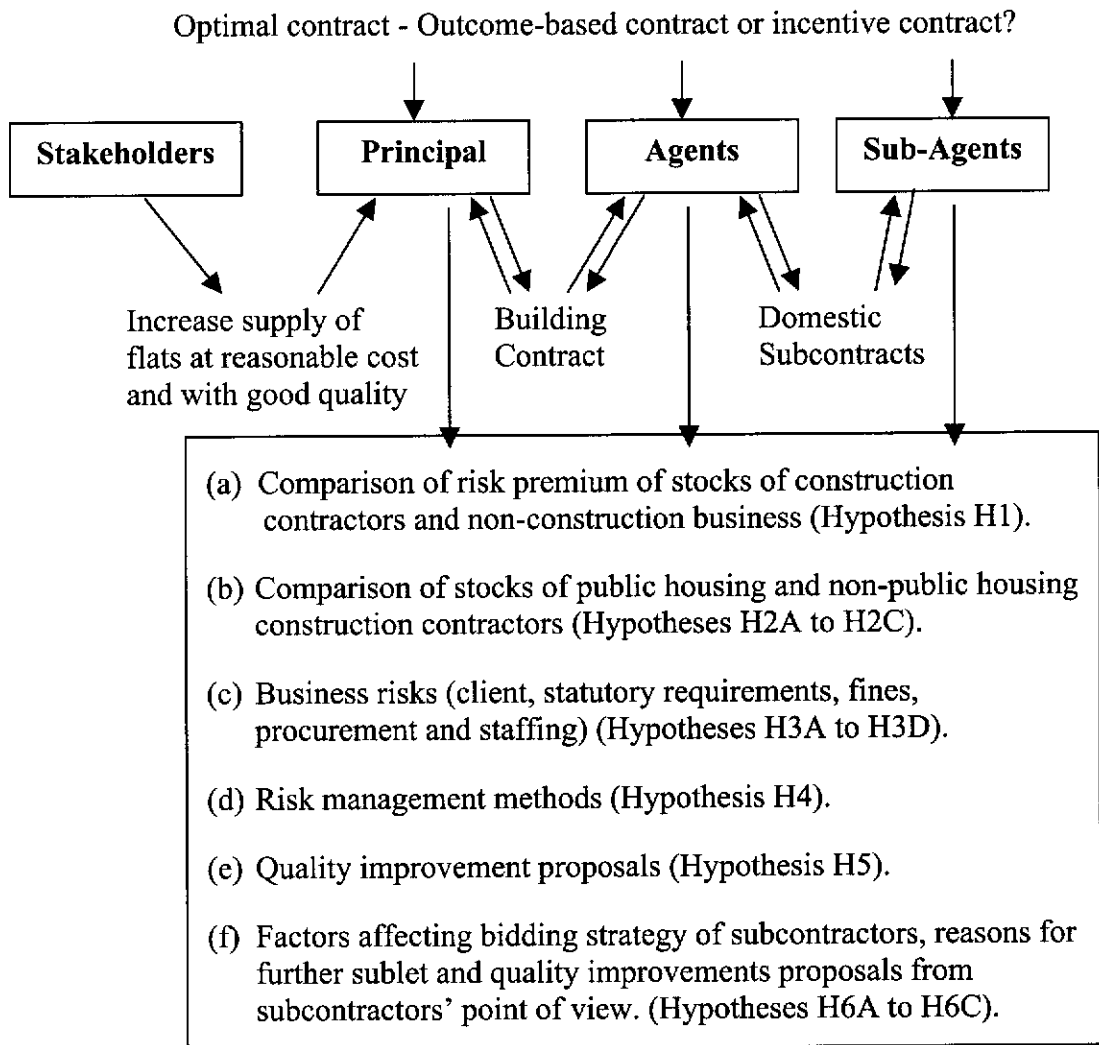 Optimal contract - Outcome-based contract or incentive contract?
Stakeholders
Principal
Agents
Sub-Agents
Increase supply of
flats at reasonable cost
and with good quality
Building
Contract
Domestic
Subcontracts
(a) Comparison of risk premium of stocks of construction
contractors and non-construction business (Hypothesis H1).
(b) Comparison of stocks of public housing and non-public housing
construction contractors (Hypotheses H2A to H2C).
(c) Business risks (client, statutory requirements, fines,
procurement and staffing) (Hypotheses H3A to H3D).
(d) Risk management methods (Hypothesis H4).
(e) Quality improvement proposals (Hypothesis H5).
(f) Factors affecting bidding strategy of subcontractors, reasons for
further sublet and quality improvements proposals from
subcontractors' point of view. (Hypotheses H6A to H6C).